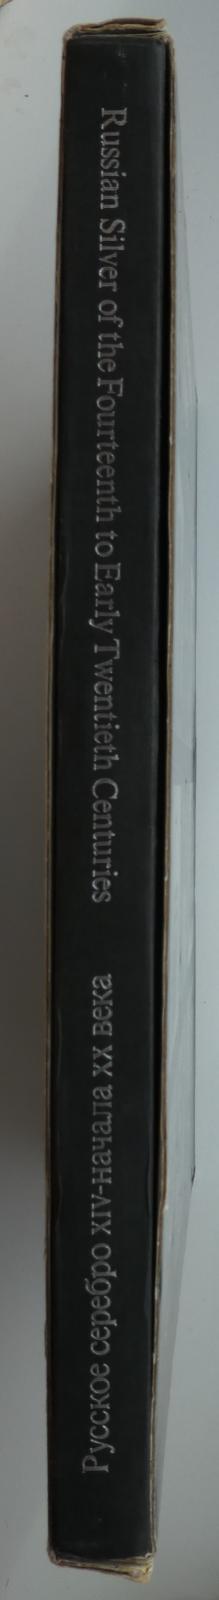 Russian Silver of the Fourteenth to Early Twentieth Centuries
Русское серебро XIV-начала XX века